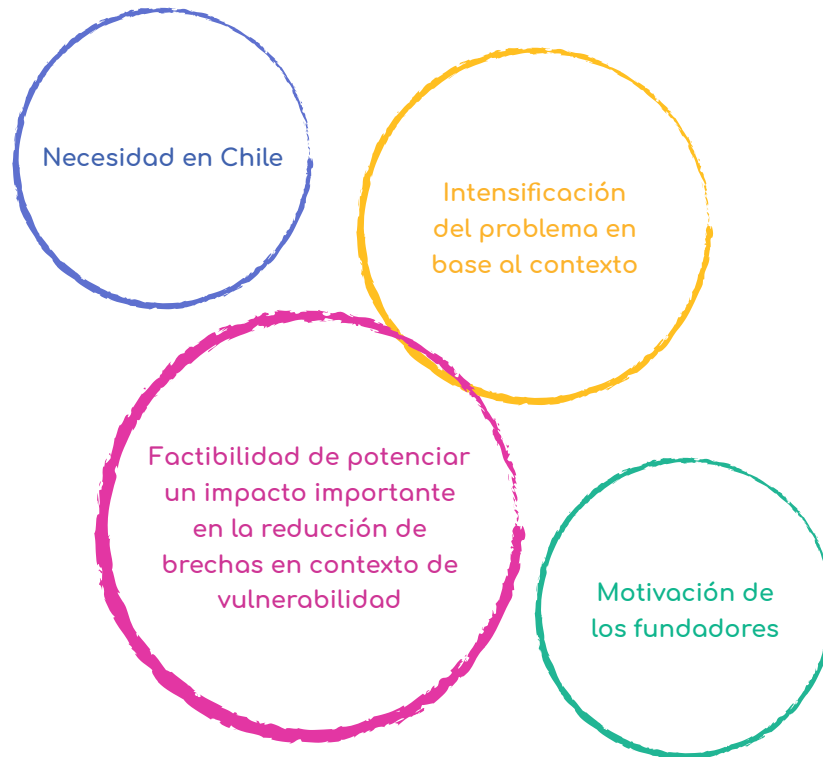 Necesidad en Chile
Intensificación
del problema en
base al contexto
Factibilidad de potenciar
un impacto importante
en la reducción de
brechas en contexto de
vulnerabilidad
Motivación de
los fundadores